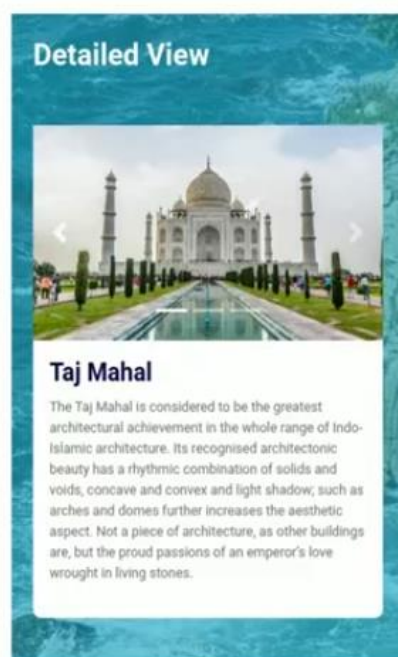 Detailed View
Taj Mahal
The Taj Mahal is considered to be the greatest
architectural achievement in the whole range of Indo-
Islamic architecture. Its recognised architectonic
beauty has a rhythmic combination of solids and
voids, concave and convex and light shadow; such as
arches and domes further increases the aesthetic
aspect. Not a piece of architecture, as other buildings
are, but the proud passions of an emperor's love
wrought in living stones.